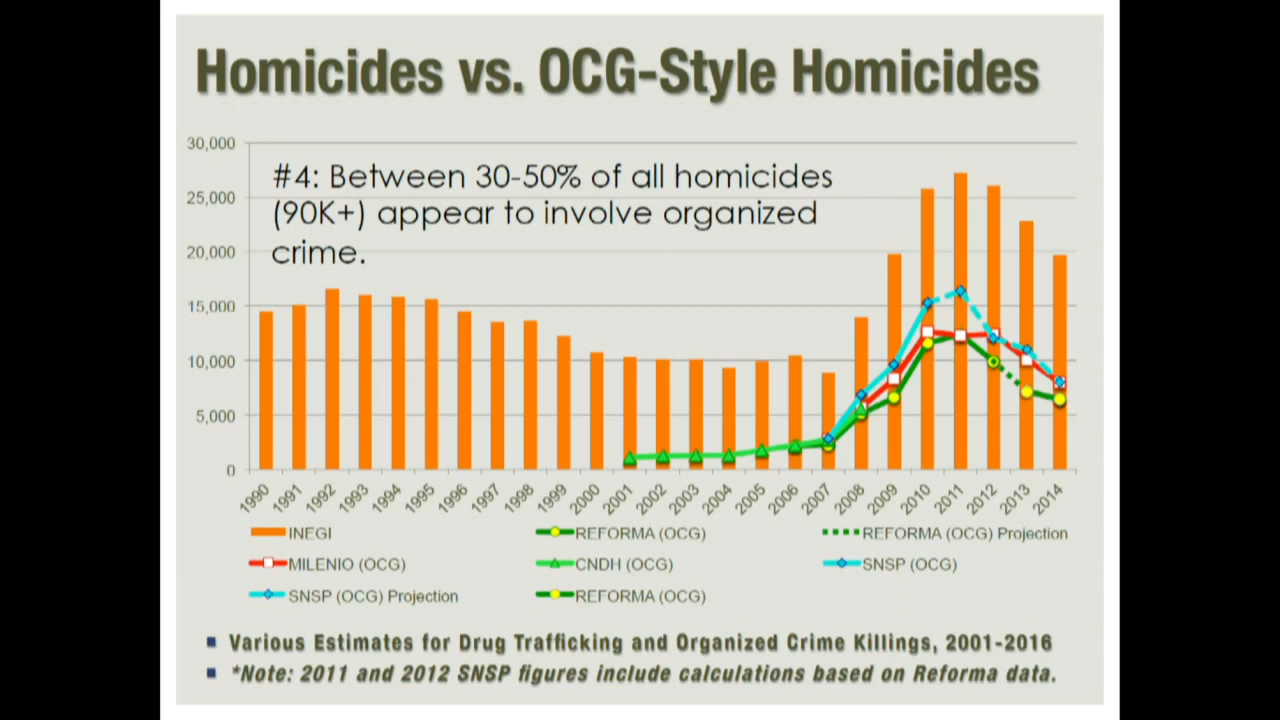 Homicides vs. OCG-Style Homicides
30,000
25,000
20,000
15,000
10,000
5,000
0
#4: Between 30-50% of all homicides
(90K+) appear to involve organized
crime.
1990 1991 1992 1993 1994 1995 1996 1997 1998 1999 2000 2001 2002 2003 2004 2005 2006 2007 2008 2009 2010 2011 2012 2013 2014
INEGI REFORMA (OCG) REFORMA (OCG) Projection
MILENIO (OCG) CNDH (OCG) SNSP (OCG)
SNSP (OCG) Projection REFORMA (OCG)
Various Estimates for Drug Trafficking and Organized Crime Killings, 2001-2016
*Note: 2011 and 2012 SNSP figures include calculations based on Reforma data.